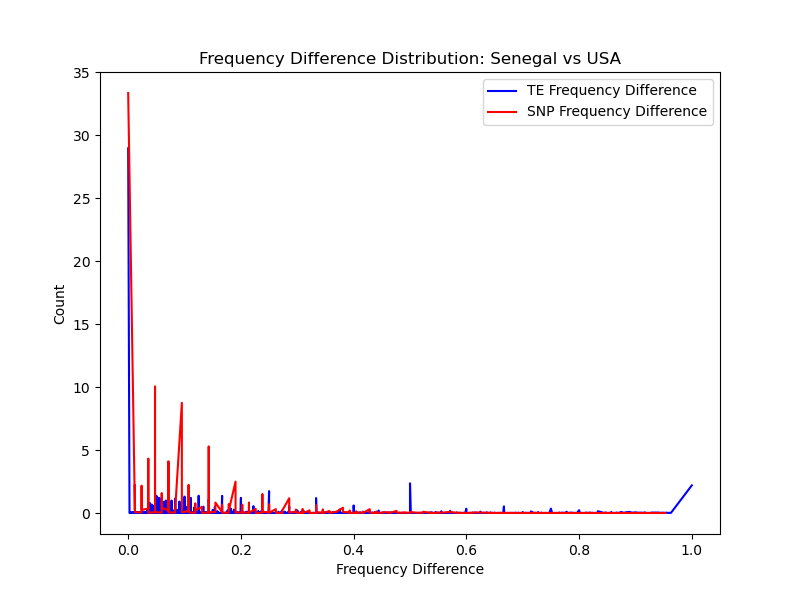 Frequency Difference Distribution: Senegal vs USA
TE Frequency Difference
SNP Frequency Difference
Count
35
30
25
20
15
10
5
0
0.0 0.2 0.4 0.6 0.8 1.0
Frequency Difference